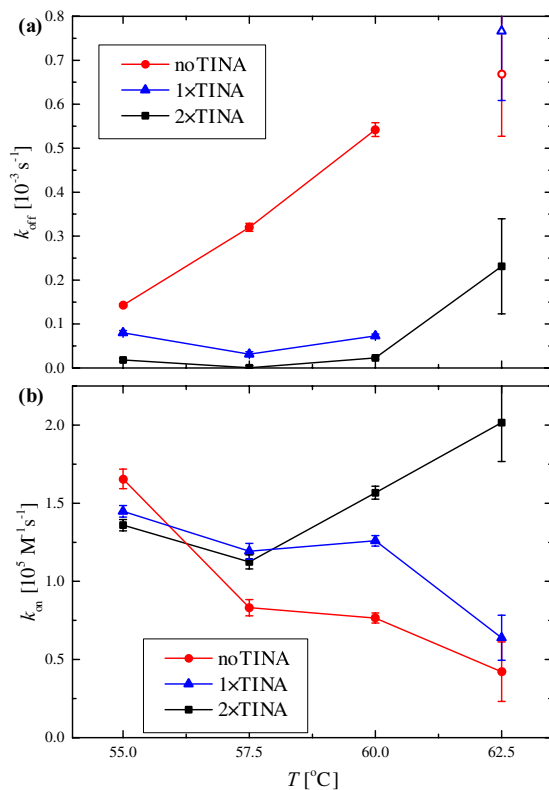 (a)
0.8
0.7
0.6
0.5
0.4
0.3
0.2
0.1
0.0
k_off [10^-3 s^-1]
noTINA
1×TINA
2×TINA
(b)
2.0
1.5
1.0
0.5
0.0
k_on [10^5 M^-1 s^-1]
noTINA
1×TINA
2×TINA
55.0 57.5 60.0 62.5
T [°C]